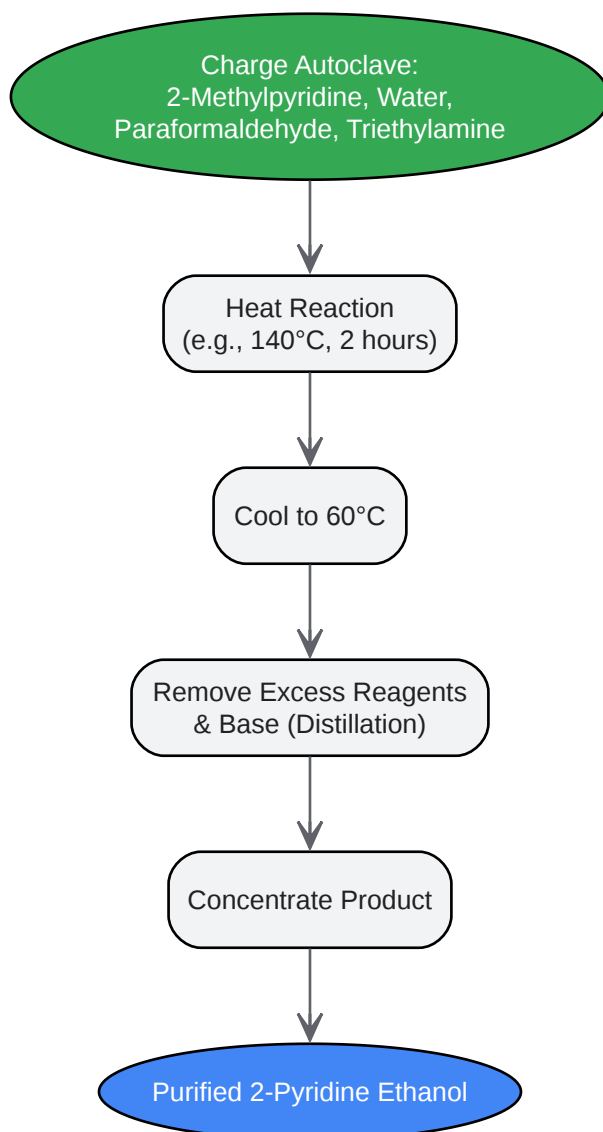 Charge Autoclave:
2-Methylpyridine, Water,
Paraformaldehyde, Triethylamine
Heat Reaction
(e.g., 140°C, 2 hours)
Cool to 60°C
Remove Excess Reagents
& Base (Distillation)
Concentrate Product
Purified 2-Pyridine Ethanol